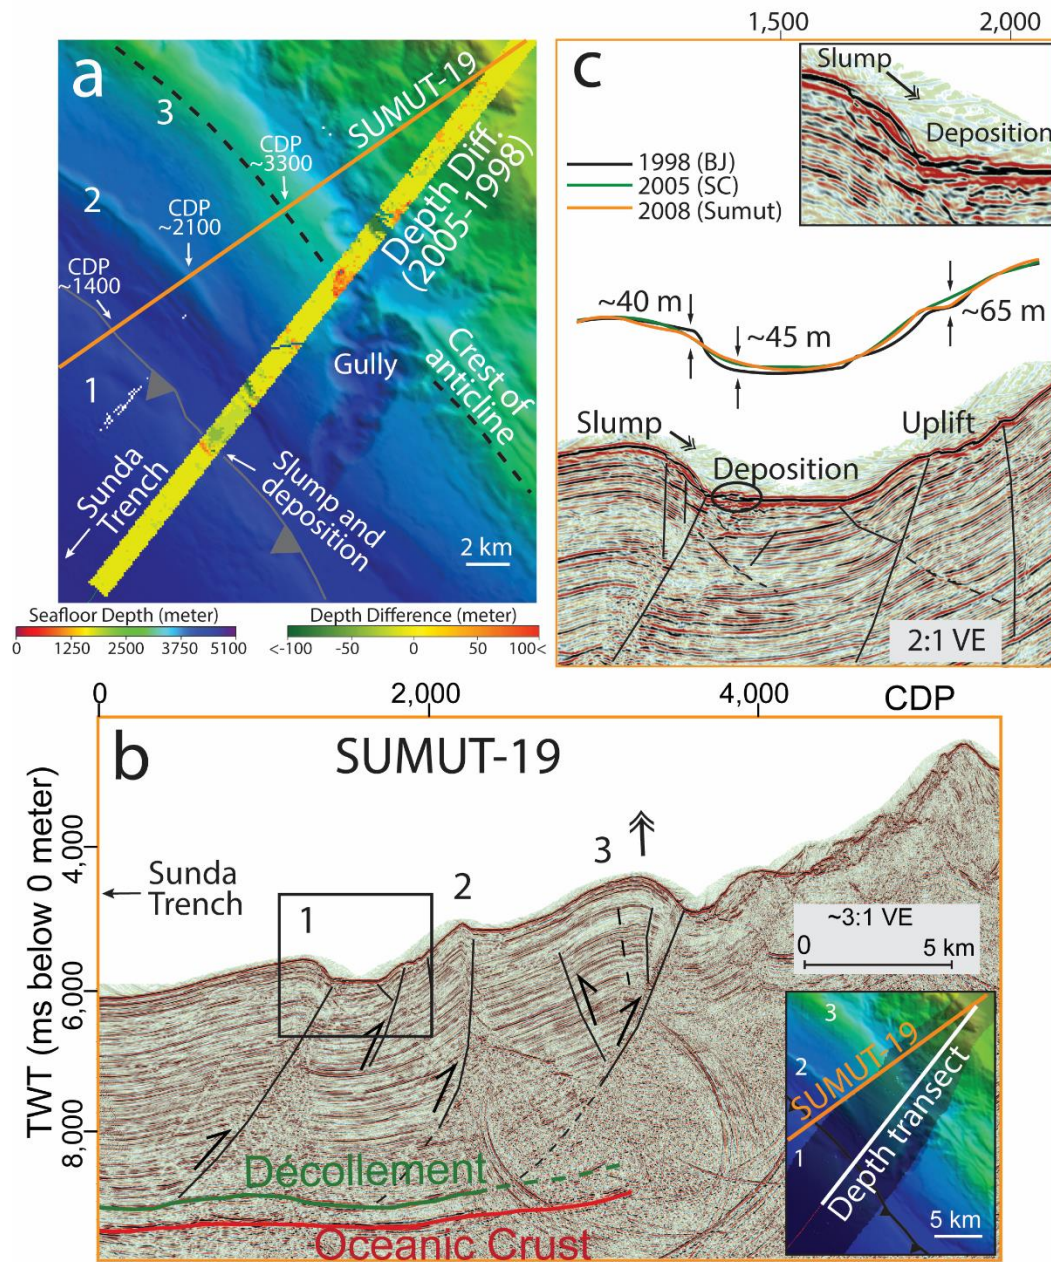 1,500
2,000
a
3
SUMUT-19
CDP
~3300
Depth Diff.
(2005-1998)
2
CDP
~2100
CDP
~1400
Gully
Crest of
anticline
1
Sunda
Trench
Slump and
deposition
2 km
Seafloor Depth (meter)
0
1250
2500
3750
5100
Depth Difference (meter)
<-100
-50
0
50
100<
c
Slump
Deposition
1998 (BJ)
2005 (SC)
2008 (Sumut)
~40 m
~45 m
~65 m
Slump
Deposition
Uplift
2:1 VE
0
2,000
4,000
CDP
b
SUMUT-19
TWT (ms below 0 meter)
4,000
6,000
8,000
Sunda
Trench
1
2
3
~3:1 VE
0
5 km
Décollement
Oceanic Crust
3
2
1
SUMUT-19
Depth transect
5 km